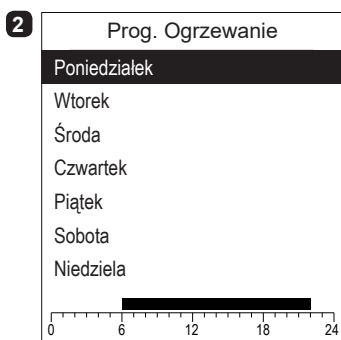 2
Prog. Ogrzewanie
Poniedziałek
Wtorek
Środa
Czwartek
Piątek
Sobota
Niedziela
0 6 12 18 24